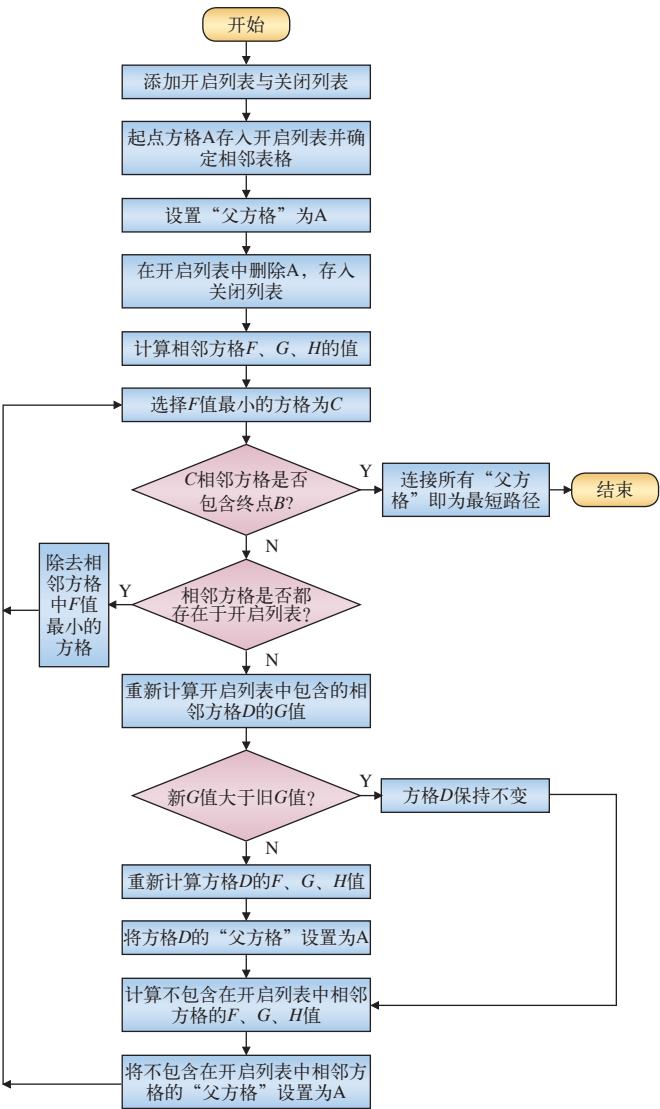 开始
添加开启列表与关闭列表
起点方格A存入开启列表并确
定相邻表格
设置“父方格”为A
在开启列表中删除A，存入
关闭列表
计算相邻方格F、G、H的值
选择F值最小的方格为C
C相邻方格是否
包含终点B?
Y
连接所有“父方
格”即为最短路径
结束
N
除去相
邻方格
中F值
最小的
方格
Y
相邻方格是否都
存在于开启列表?
N
重新计算开启列表中包含的相
邻方格D的G值
新G值大于旧G值?
Y
方格D保持不变
N
重新计算方格D的F、G、H值
将方格D的“父方格”设置为A
计算不包含在开启列表中相邻
方格的F、G、H值
将不包含在开启列表中相邻方
格的“父方格”设置为A